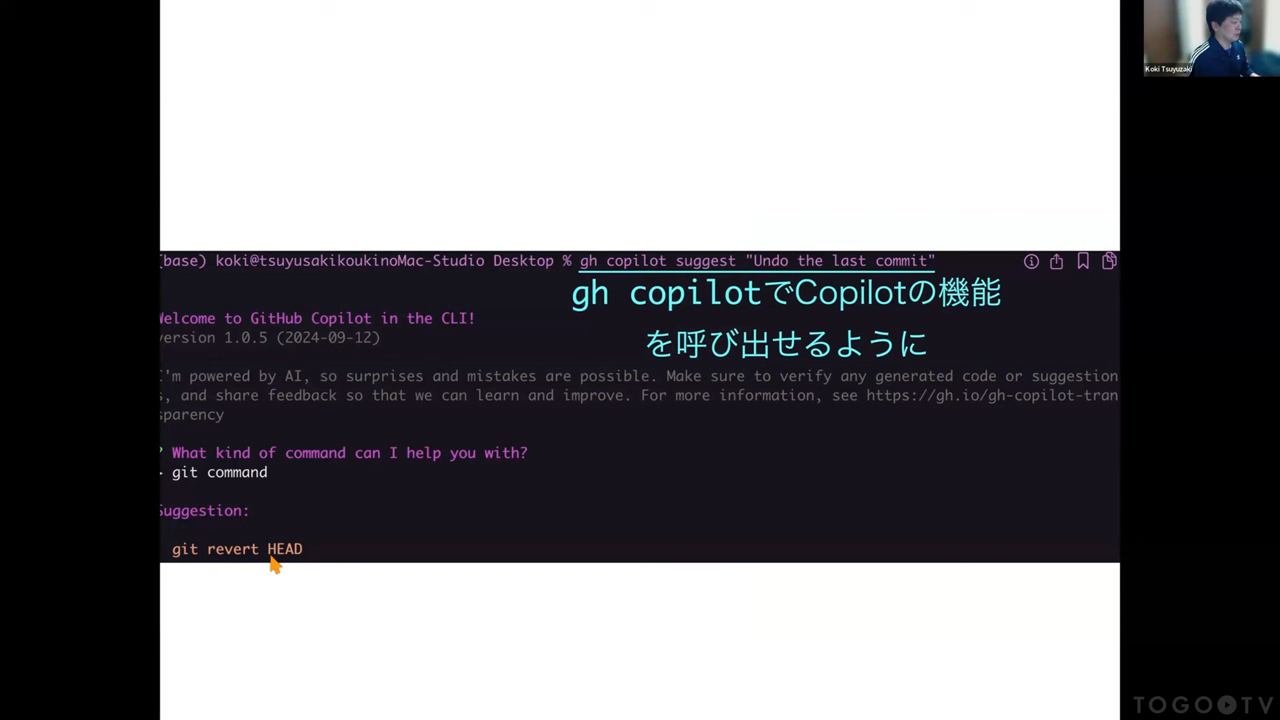 Koki Tsuyuzaki
(base) koki@tsuyusakikoukinoMac-Studio Desktop % gh copilot suggest "Undo the last commit"
gh copilotでCopilotの機能
を呼び出せるように
Welcome to GitHub Copilot in the CLI!
version 1.0.5 (2024-09-12)
I'm powered by AI, so surprises and mistakes are possible. Make sure to verify any generated code or suggestion
s, and share feedback so that we can learn and improve. For more information, see https://gh.io/gh-copilot-tran
sparency
? What kind of command can I help you with?
git command
Suggestion:
git revert HEAD
TOGOTV